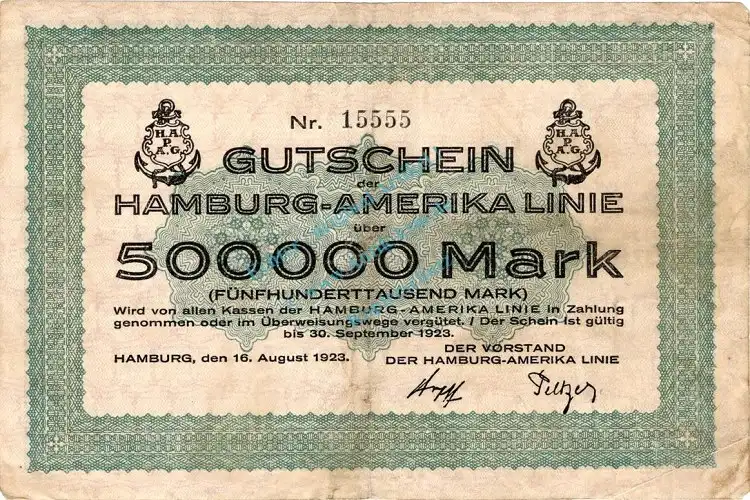 Nr. 15555
H.A.
P.
A.G.
H.A.
P.
A.G.
GUTSCHEIN
der
HAMBURG-AMERIKA LINIE
über
500000 Mark
(FÜNFHUNDERTTAUSEND MARK)
Wird von allen Kassen der HAMBURG-AMERIKA LINIE in Zahlung
genommen oder im Überweisungswege vergütet. / Der Schein ist gültig
bis 30. September 1923.
HAMBURG, den 16. August 1923.
DER VORSTAND
DER HAMBURG-AMERIKA LINIE